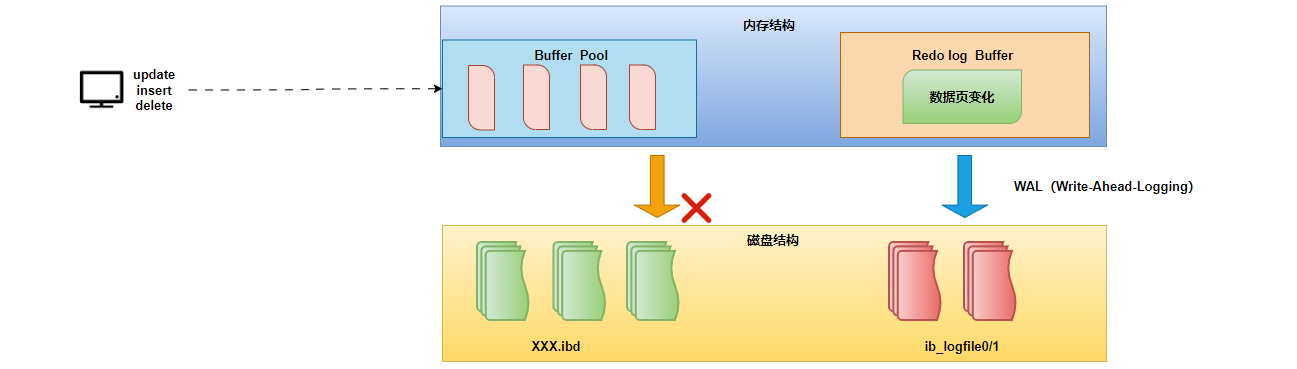 内存结构
Buffer Pool
Redo log Buffer
update
insert
delete
数据页变化
WAL（Write-Ahead-Logging）
磁盘结构
XXX.ibd
ib_logfile0/1